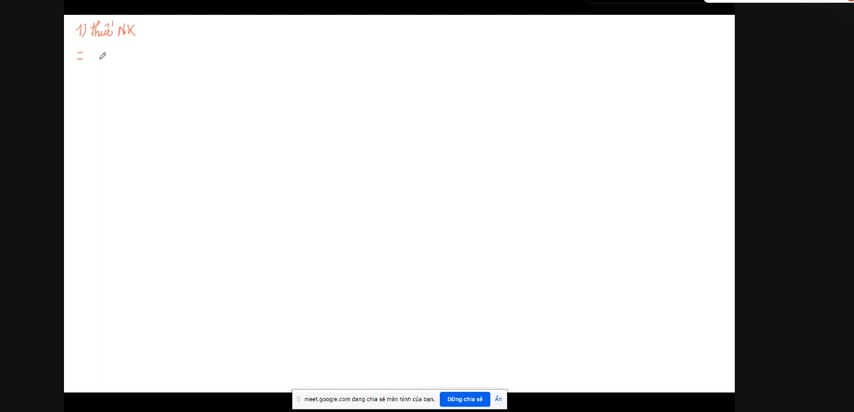 1) Thuế NK
=
meet.google.com đang chia sẻ màn hình của bạn. Dừng chia sẻ Ẩn